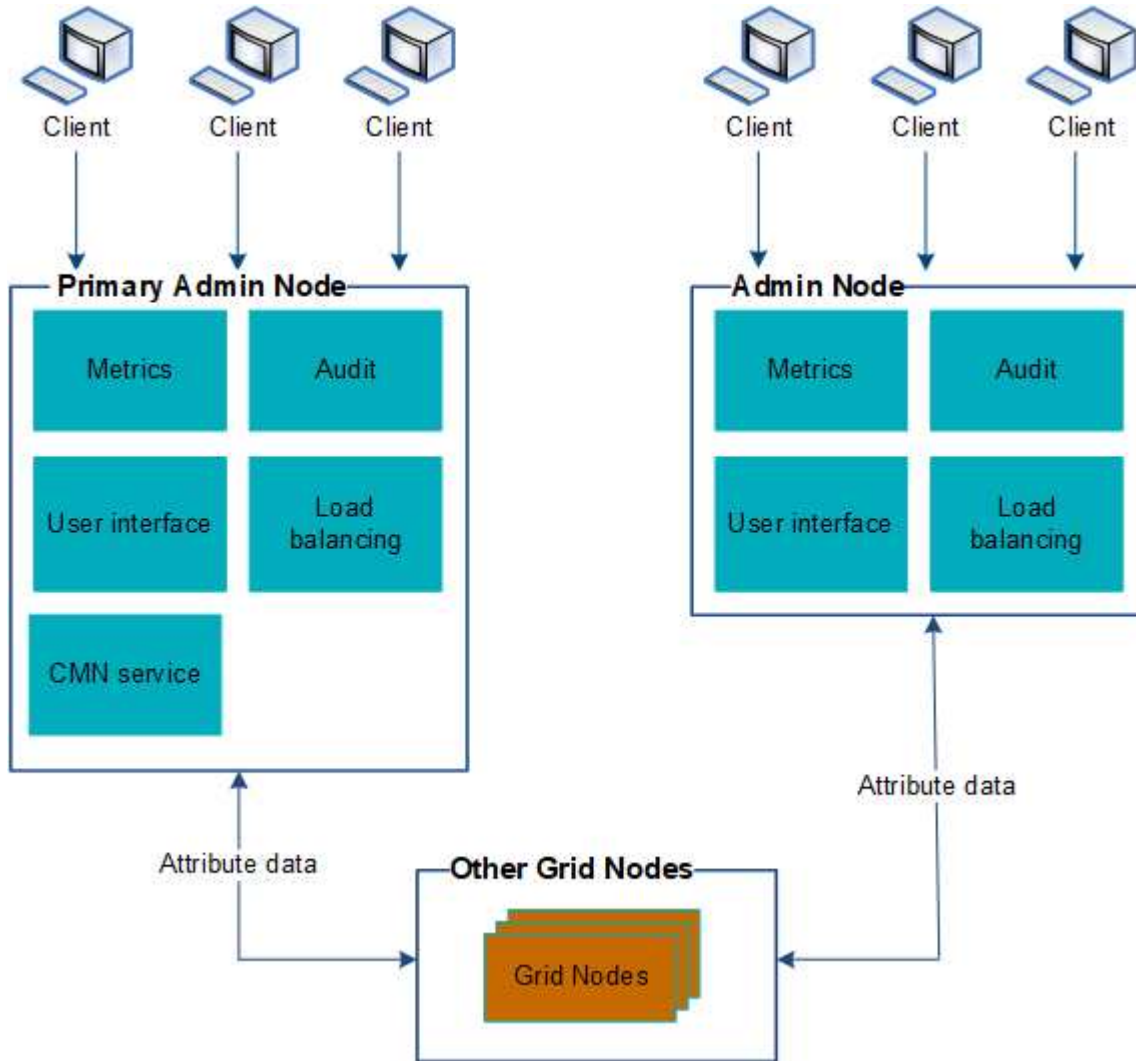 Client
Client
Client
Client
Client
Client
Primary Admin Node
Metrics
Audit
User interface
Load
balancing
CMN service
Admin Node
Metrics
Audit
User interface
Load
balancing
Attribute data
Attribute data
Other Grid Nodes
Grid Nodes